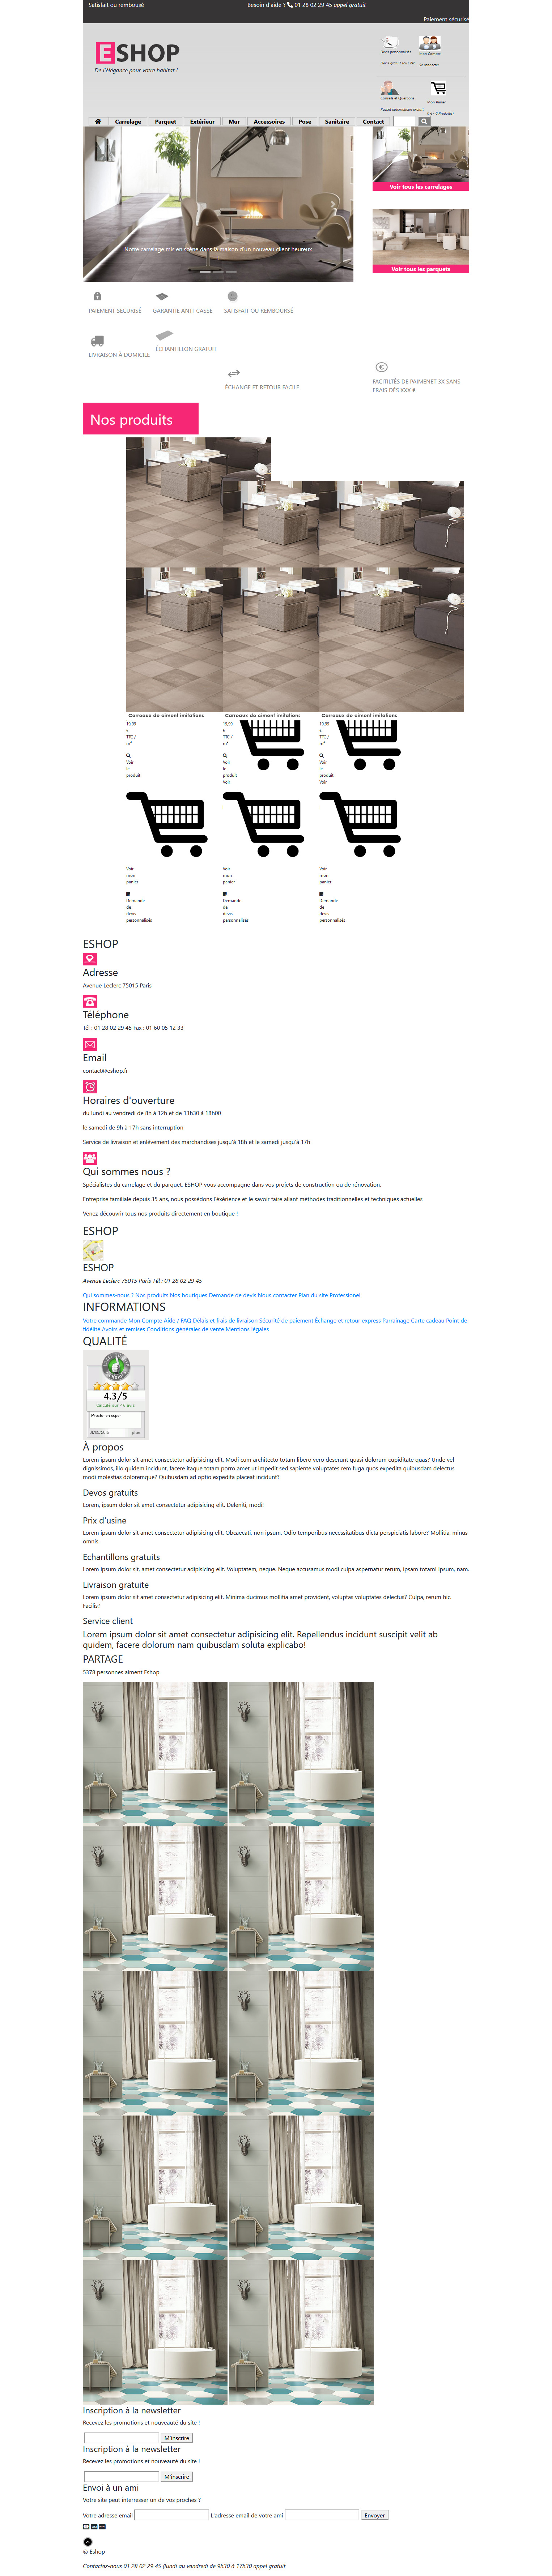 Satisfait ou rembousé
Besoin d'aide ? 01 28 02 29 45 appel gratuit
Paiement sécurisé
ESHOP
De l'élégance pour votre habitat !
Devis personnalisés
Devis gratuit sous 24H
Mon Compte
Se connecter
Conseils et Questions
Rappel automatique gratuit
Mon Panier
0 € - 0 Produit(s)
Carrelage
Parquet
Extérieur
Mur
Accessoires
Pose
Sanitaire
Contact
Notre carrelage mis en scène dans la maison d'un nouveau client heureux
!
Voir tous les carrelages
Voir tous les parquets
PAIEMENT SECURISÉ
GARANTIE ANTI-CASSE
SATISFAIT OU REMBOURSÉ
LIVRAISON À DOMICILE
ÉCHANTILLON GRATUIT
ÉCHANGE ET RETOUR FACILE
FACITILTÉS DE PAIMENET 3X SANS
FRAIS DÈS XXX €
Nos produits
Carreaux de ciment imitations
Carreaux de ciment imitations
Carreaux de ciment imitations
19,99
€
TTC /
m²
Voir
le
produit
19,99
€
TTC /
m²
Voir
le
produit
Voir
19,99
€
TTC /
m²
Voir
le
produit
Voir
Voir
mon
panier
Voir
mon
panier
Voir
mon
panier
Demande
de
devis
personnalisés
Demande
de
devis
personnalisés
Demande
de
devis
personnalisés
ESHOP
Adresse
Avenue Leclerc 75015 Paris
Téléphone
Tél : 01 28 02 29 45 Fax : 01 60 05 12 33
Email
contact@eshop.fr
Horaires d'ouverture
du lundi au vendredi de 8h à 12h et de 13h30 à 18h00
le samedi de 9h à 17h sans interruption
Service de livraison et enlèvement des marchandises jusqu'à 18h et le samedi jusqu'à 17h
Qui sommes nous ?
Spécialistes du carrelage et du parquet, ESHOP vous accompagne dans vos projets de construction ou de rénovation.
Entreprise familiale depuis 35 ans, nous possédons l'éxérience et le savoir faire aliant méthodes traditionnelles et techniques actuelles
Venez découvrir tous nos produits directement en boutique !
ESHOP
ESHOP
Avenue Leclerc 75015 Paris Tél : 01 28 02 29 45
Qui sommes-nous ? Nos produits Nos boutiques Demande de devis Nous contacter Plan du site Professionel
INFORMATIONS
Votre commande Mon Compte Aide / FAQ Délais et frais de livraison Sécurité de paiement Échange et retour express Parrainage Carte cadeau Point de
fidélité Avoirs et remises Conditions générales de vente Mentions légales
QUALITÉ
4.3/5
Calculé sur 44 avis
Prestation super
plus
À propos
Lorem ipsum dolor sit amet consectetur adipisicing elit. Modi cum architecto totam libero vero deserunt quasi dolorum cupiditate quas? Unde vel
dignissimos, illo quidem incidunt, facere itaque totam porro amet ut impedit sed sapiente voluptates rem fuga quos expedita quibusdam delectus
modi molestias doloremque? Quibusdam ad optio expedita placeat incidunt?
Devos gratuits
Lorem, ipsum dolor sit amet consectetur adipisicing elit. Deleniti, modi!
Prix d'usine
Lorem ipsum dolor sit amet consectetur adipisicing elit. Obcaecati, non ipsum. Odio temporibus necessitatibus dicta perspiciatis labore? Mollitia, minus
omnis.
Echantillons gratuits
Lorem ipsum dolor sit, amet consectetur adipisicing elit. Voluptatem, neque. Neque accusamus modi culpa aspernatur rerum, ipsam totam! Ipsum, nam.
Livraison gratuite
Lorem ipsum dolor sit amet consectetur adipisicing elit. Minima ducimus mollitia amet provident, voluptas voluptates delectus? Culpa, rerum hic.
Facilis?
Service client
Lorem ipsum dolor sit amet consectetur adipisicing elit. Repellendus incidunt suscipit velit ab
quidem, facere dolorum nam quibusdam soluta explicabo!
PARTAGE
5378 personnes aiment Eshop
Inscription à la newsletter
Recevez les promotions et nouveauté du site !
M'inscrire
Inscription à la newsletter
Recevez les promotions et nouveauté du site !
M'inscrire
Envoi à un ami
Votre site peut interresser un de vos proches ?
Votre adresse email
L'adresse email de votre ami
Envoyer
© Eshop
Contactez-nous 01 28 02 29 45 (lundi au vendredi de 9h30 à 17h30 appel gratuit